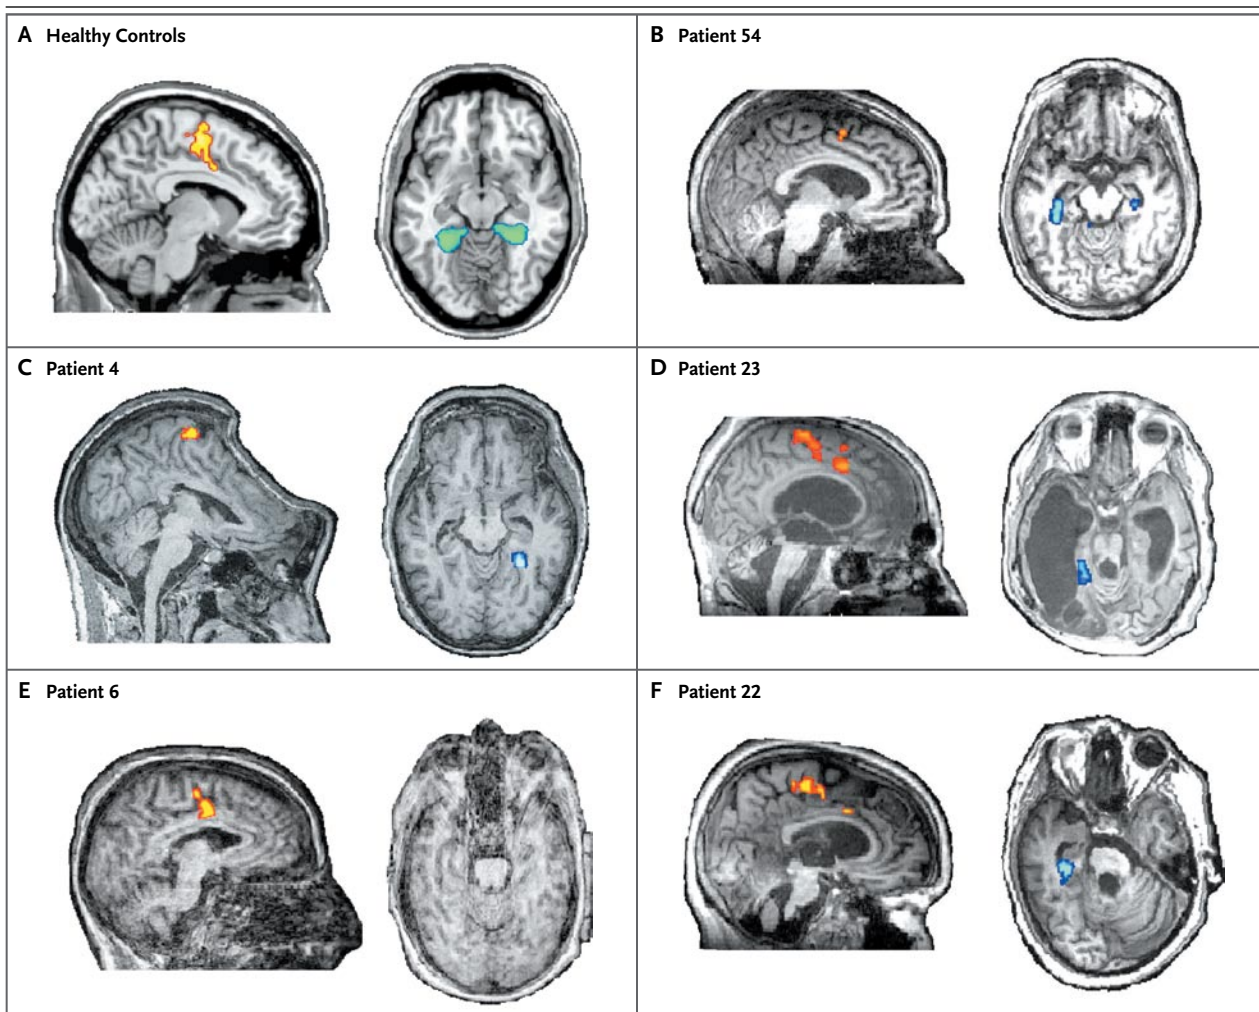 A Healthy Controls
B Patient 54
C Patient 4
D Patient 23
E Patient 6
F Patient 22